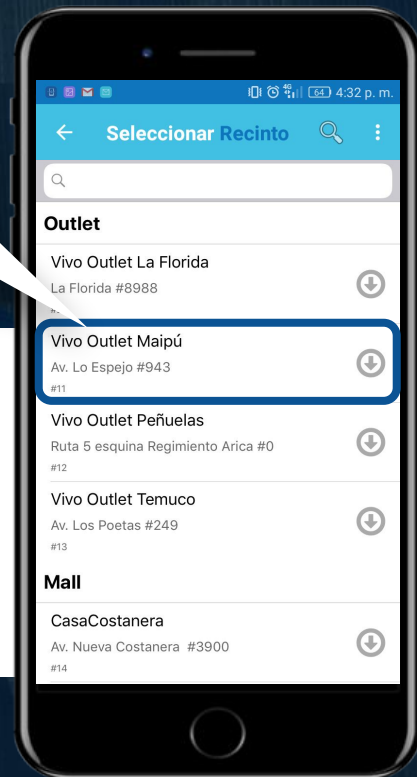 4G 64 4:32 p. m.
Seleccionar Recinto
Outlet
Vivo Outlet La Florida
La Florida #8988
Vivo Outlet Maipú
Av. Lo Espejo #943
#11
Vivo Outlet Peñuelas
Ruta 5 esquina Regimiento Arica #0
#12
Vivo Outlet Temuco
Av. Los Poetas #249
#13
Mall
CasaCostanera
Av. Nueva Costanera #3900
#14